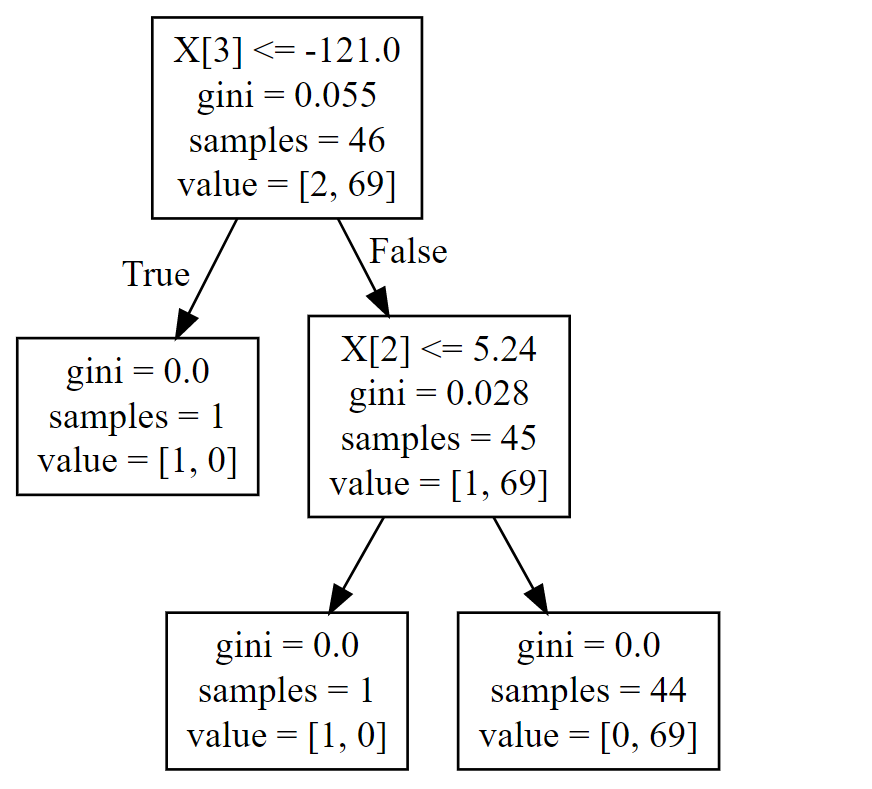 X[3] <= -121.0
gini = 0.055
samples = 46
value = [2, 69]
True
False
gini = 0.0
samples = 1
value = [1, 0]
X[2] <= 5.24
gini = 0.028
samples = 45
value = [1, 69]
gini = 0.0
samples = 1
value = [1, 0]
gini = 0.0
samples = 44
value = [0, 69]